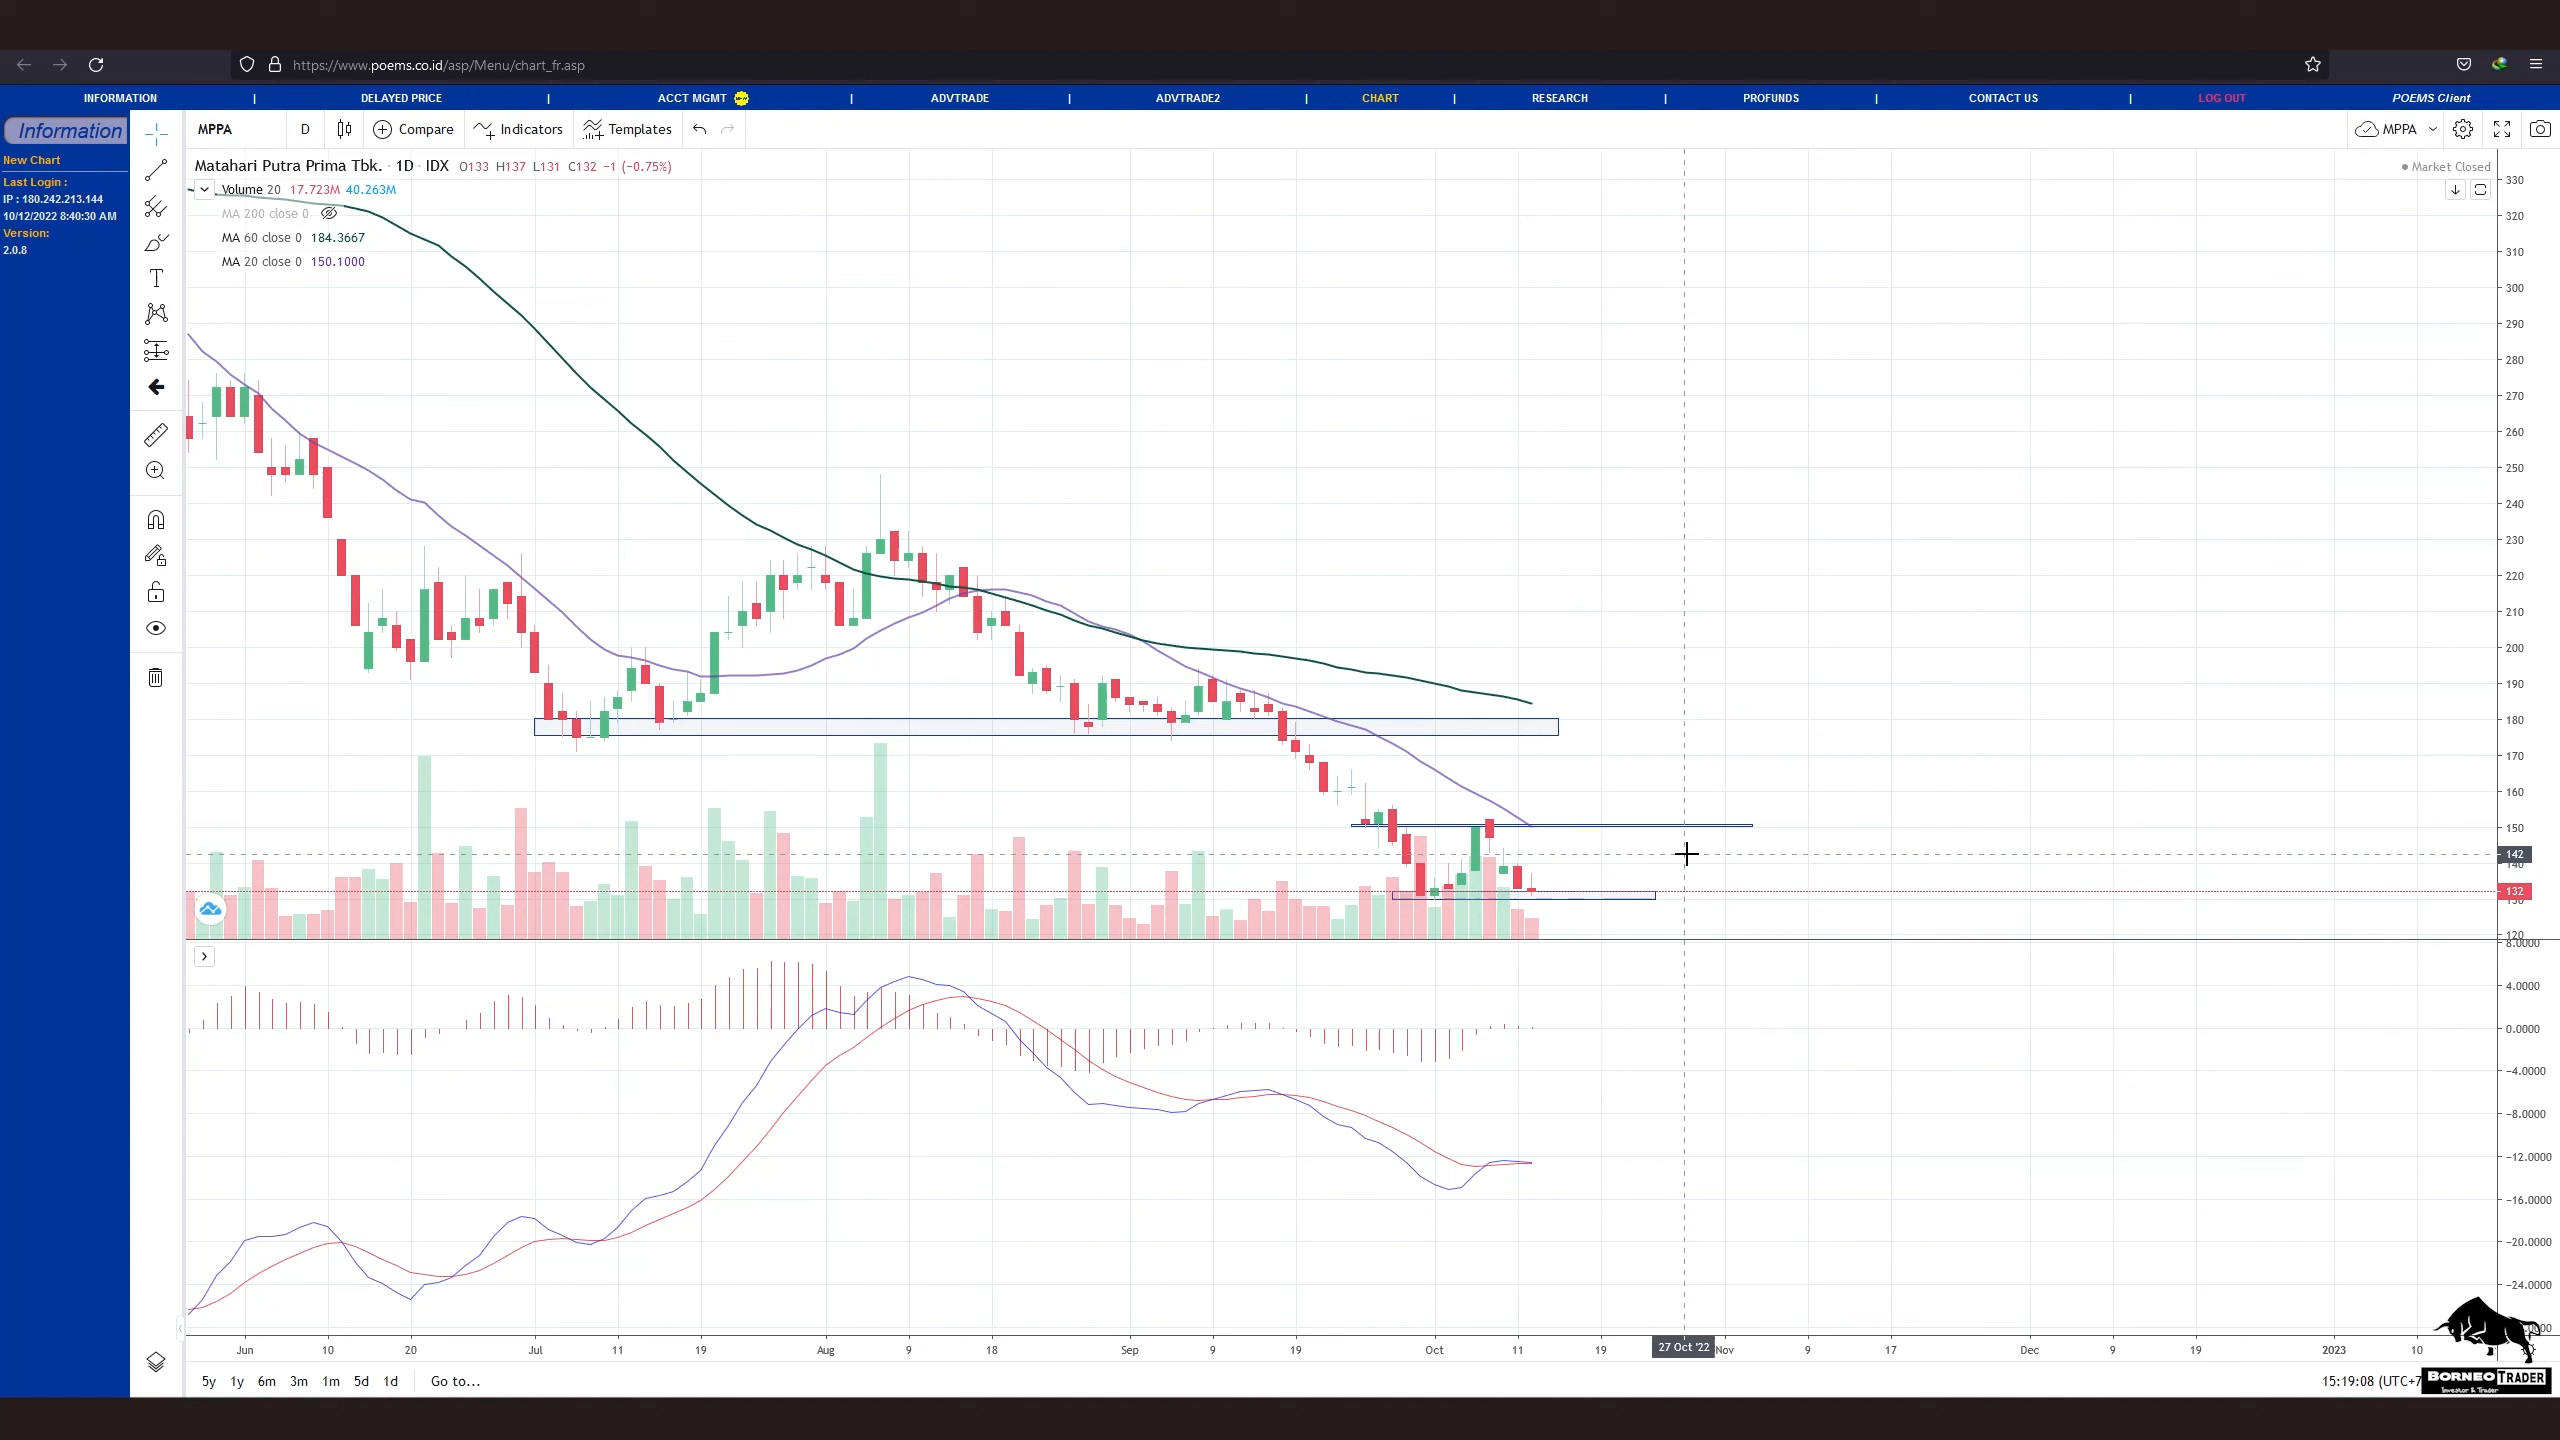 https://www.poems.co.id/asp/Menu/chart_fr.asp
INFORMATION | DELAYED PRICE | ACCT MGMT | ADVTRADE | ADVTRADE2 | CHART | RESEARCH | PROFUNDS | CONTACT US | LOG OUT POEMS Client
Information
New Chart
Last Login :
IP : 180.242.213.144
10/12/2022 8:40:30 AM
Version:
2.0.8
MPPA D Compare Indicators Templates MPPA
Matahari Putra Prima Tbk. · 1D · IDX O133 H137 L131 C132 −1 (−0.75%)
Market Closed
Volume 20 17.723M 40.263M
MA 200 close 0
MA 60 close 0 184.3667
MA 20 close 0 150.1000
330
320
310
300
290
280
270
260
250
240
230
220
210
200
190
180
170
160
150
142
140
132
130
120
8.0000
4.0000
0.0000
−4.0000
−8.0000
−12.0000
−16.0000
−20.0000
−24.0000
Jun 10 20 Jul 11 19 Aug 9 18 Sep 9 19 Oct 11 19 27 Oct '22 Nov 9 17 Dec 9 19 2023 10
5y 1y 6m 3m 1m 5d 1d Go to... 15:19:08 (UTC+7
BORNEO TRADER
Investor & Trader